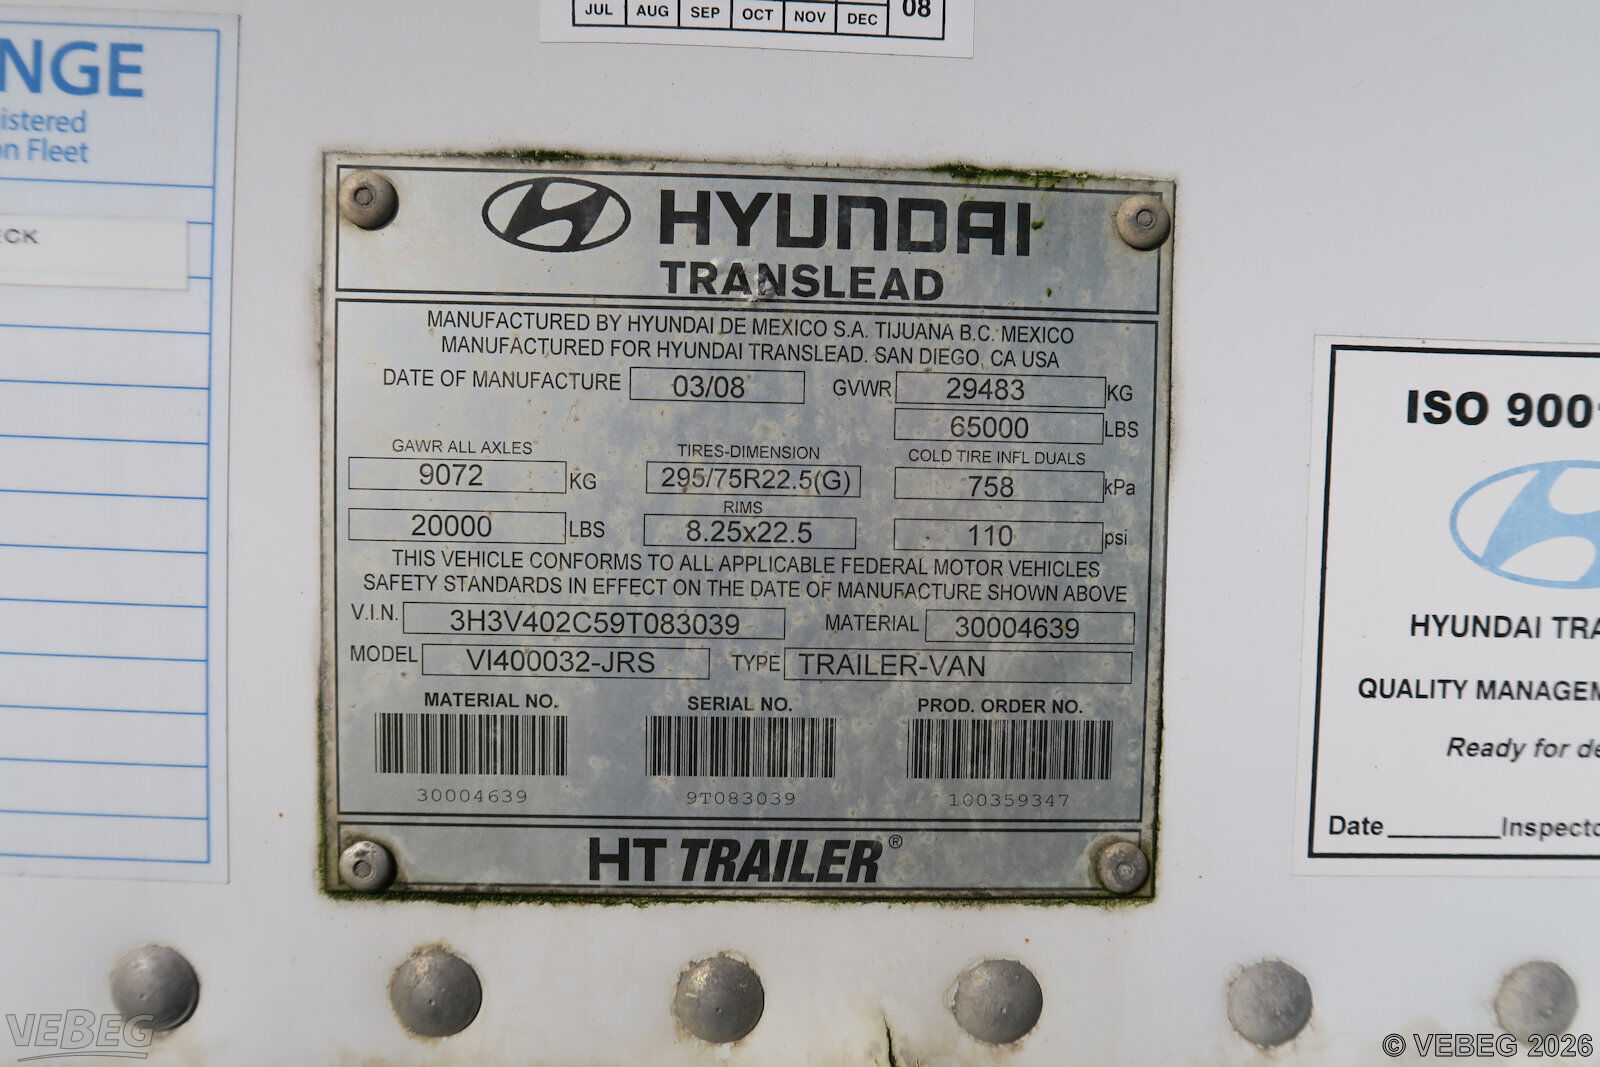 JUL AUG SEP OCT NOV DEC 08
NGE
istered
on Fleet
ECK
HYUNDAI
TRANSLEAD
MANUFACTURED BY HYUNDAI DE MEXICO S.A. TIJUANA B.C. MEXICO
MANUFACTURED FOR HYUNDAI TRANSLEAD. SAN DIEGO, CA USA
DATE OF MANUFACTURE 03/08 GVWR 29483 KG
65000 LBS
GAWR ALL AXLES TIRES-DIMENSION COLD TIRE INFL DUALS
9072 KG 295/75R22.5(G) 758 kPa
RIMS
20000 LBS 8.25x22.5 110 psi
THIS VEHICLE CONFORMS TO ALL APPLICABLE FEDERAL MOTOR VEHICLES
SAFETY STANDARDS IN EFFECT ON THE DATE OF MANUFACTURE SHOWN ABOVE
V.I.N. 3H3V402C59T083039 MATERIAL 30004639
MODEL VI400032-JRS TYPE TRAILER-VAN
MATERIAL NO. SERIAL NO. PROD. ORDER NO.
30004639 9T083039 100359347
HT TRAILER®
ISO 900
HYUNDAI TRA
QUALITY MANAGEM
Ready for de
Date______Inspecto
VEBEG
© VEBEG 2026